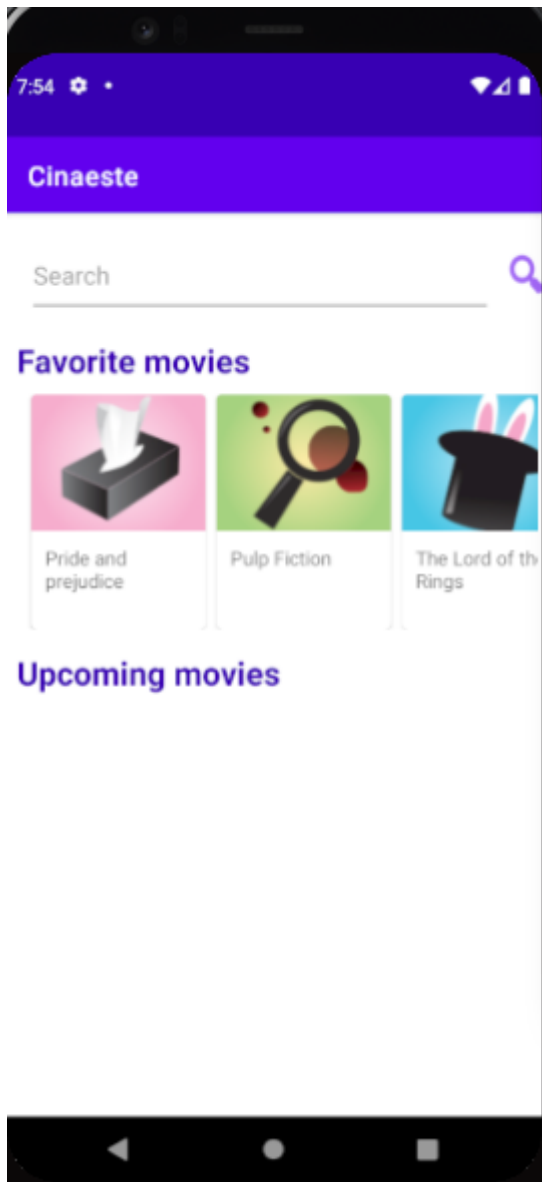 7:54
Cinaeste
Search
Favorite movies
Pride and
prejudice
Pulp Fiction
The Lord of th
Rings
Upcoming movies